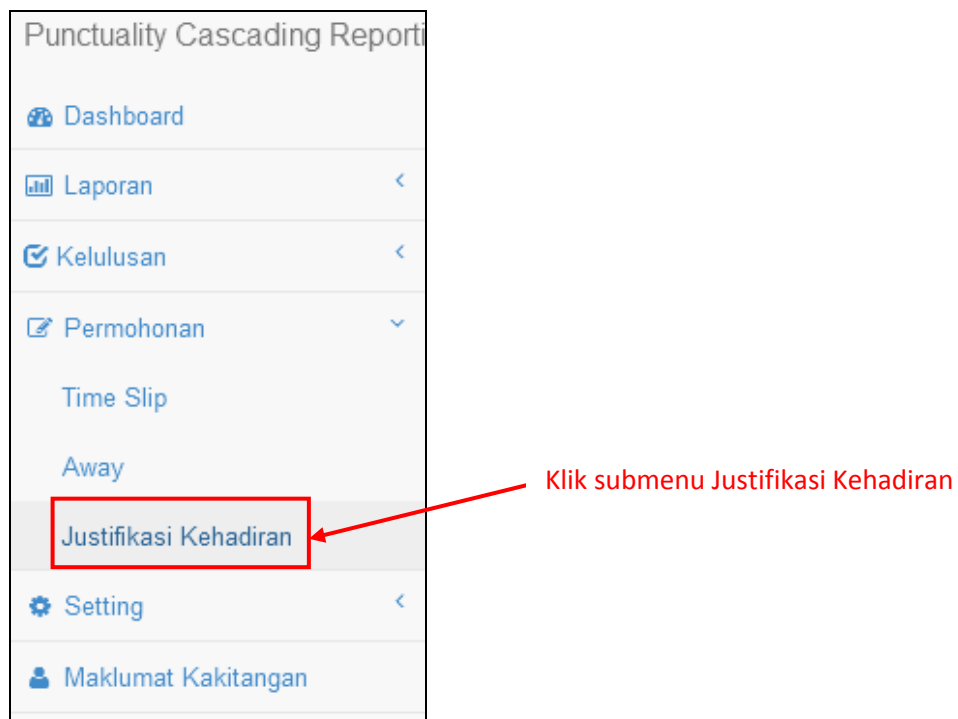 Punctuality Cascading Reporti
Dashboard
Laporan
Kelulusan
Permohonan
Time Slip
Away
Justifikasi Kehadiran
Klik submenu Justifikasi Kehadiran
Setting
Maklumat Kakitangan